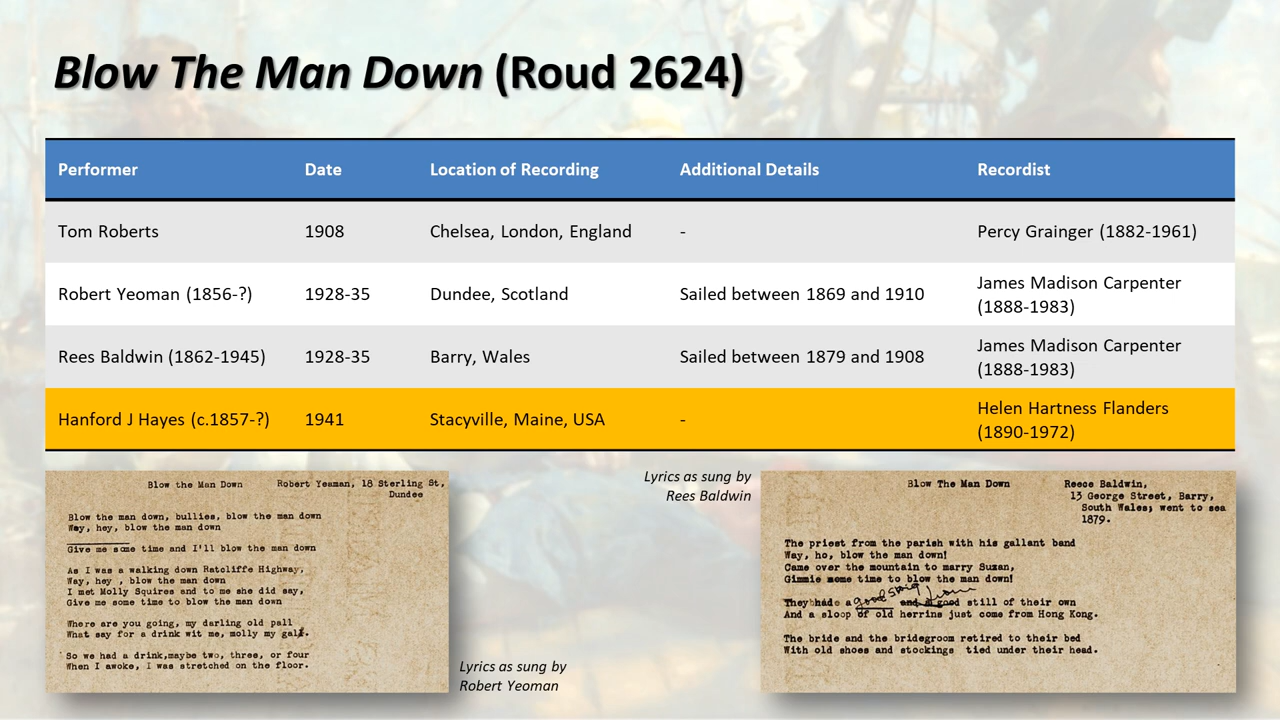 Blow The Man Down (Roud 2624)
Performer Date Location of Recording Additional Details Recordist
Tom Roberts 1908 Chelsea, London, England - Percy Grainger (1882-1961)
Robert Yeoman (1856-?) 1928-35 Dundee, Scotland Sailed between 1869 and 1910 James Madison Carpenter
(1888-1983)
Rees Baldwin (1862-1945) 1928-35 Barry, Wales Sailed between 1879 and 1908 James Madison Carpenter
(1888-1983)
Hanford J Hayes (c.1857-?) 1941 Stacyville, Maine, USA - Helen Hartness Flanders
(1890-1972)
Blow the Man Down Robert Yeaman, 18 Sterling St,
Dundee
Blow the man down, bullies, blow the man down
Way, hey, blow the man down
Give me some time and I'll blow the man down
As I was a walking down Ratcliffe Highway,
Way, hey , blow the man down
I met Molly Squires and to me she did say,
Give me some time to blow the man down
Where are you going, my darling old pall
What say for a drink wit me, molly my gal.
So we had a drink,maybe two, three, or four
When I awoke, I was stretched on the floor.
Lyrics as sung by
Robert Yeoman
Lyrics as sung by
Rees Baldwin
Blow The Man Down Reece Baldwin,
13 George Street, Barry,
South Wales; went to sea
1879.
The priest from the parish with his gallant band
Way, ho, blow the man down!
Came over the mountain to marry Suzan,
Gimmie some time to blow the man down!
They had a good song and a good still of their own
And a sloop of old herrins just come from Hong Kong.
The bride and the bridegroom retired to their bed
With old shoes and stockings tied under their head.